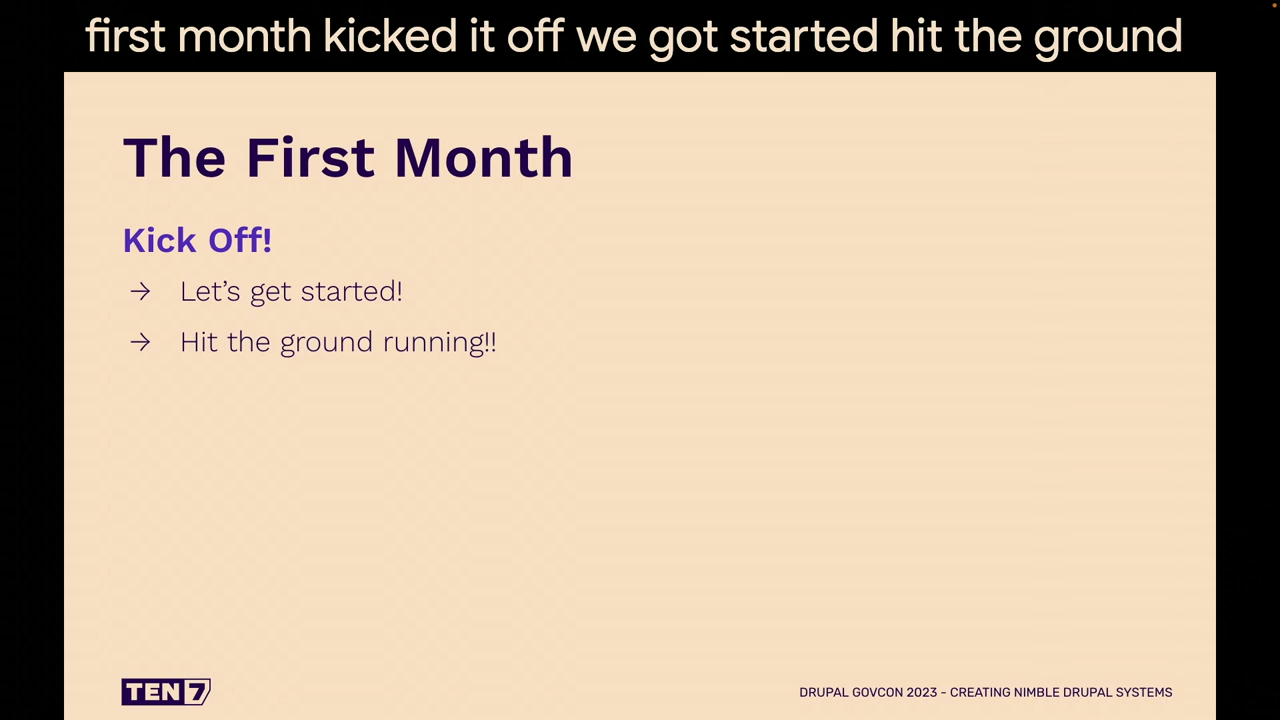 first month kicked it off we got started hit the ground
The First Month
Kick Off!
→ Let’s get started!
→ Hit the ground running!!
TEN7
DRUPAL GOVCON 2023 - CREATING NIMBLE DRUPAL SYSTEMS